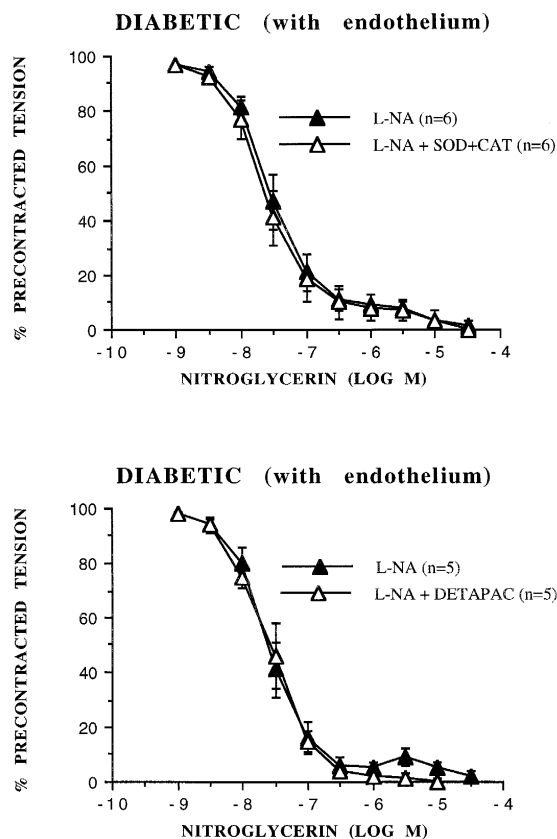 DIABETIC (with endothelium)
% PRECONTRACTED TENSION
100
80
60
40
20
0
L-NA (n=6)
L-NA + SOD+CAT (n=6)
-10 -9 -8 -7 -6 -5 -4
NITROGLYCERIN (LOG M)
DIABETIC (with endothelium)
% PRECONTRACTED TENSION
100
80
60
40
20
0
L-NA (n=5)
L-NA + DETAPAC (n=5)
-10 -9 -8 -7 -6 -5 -4
NITROGLYCERIN (LOG M)